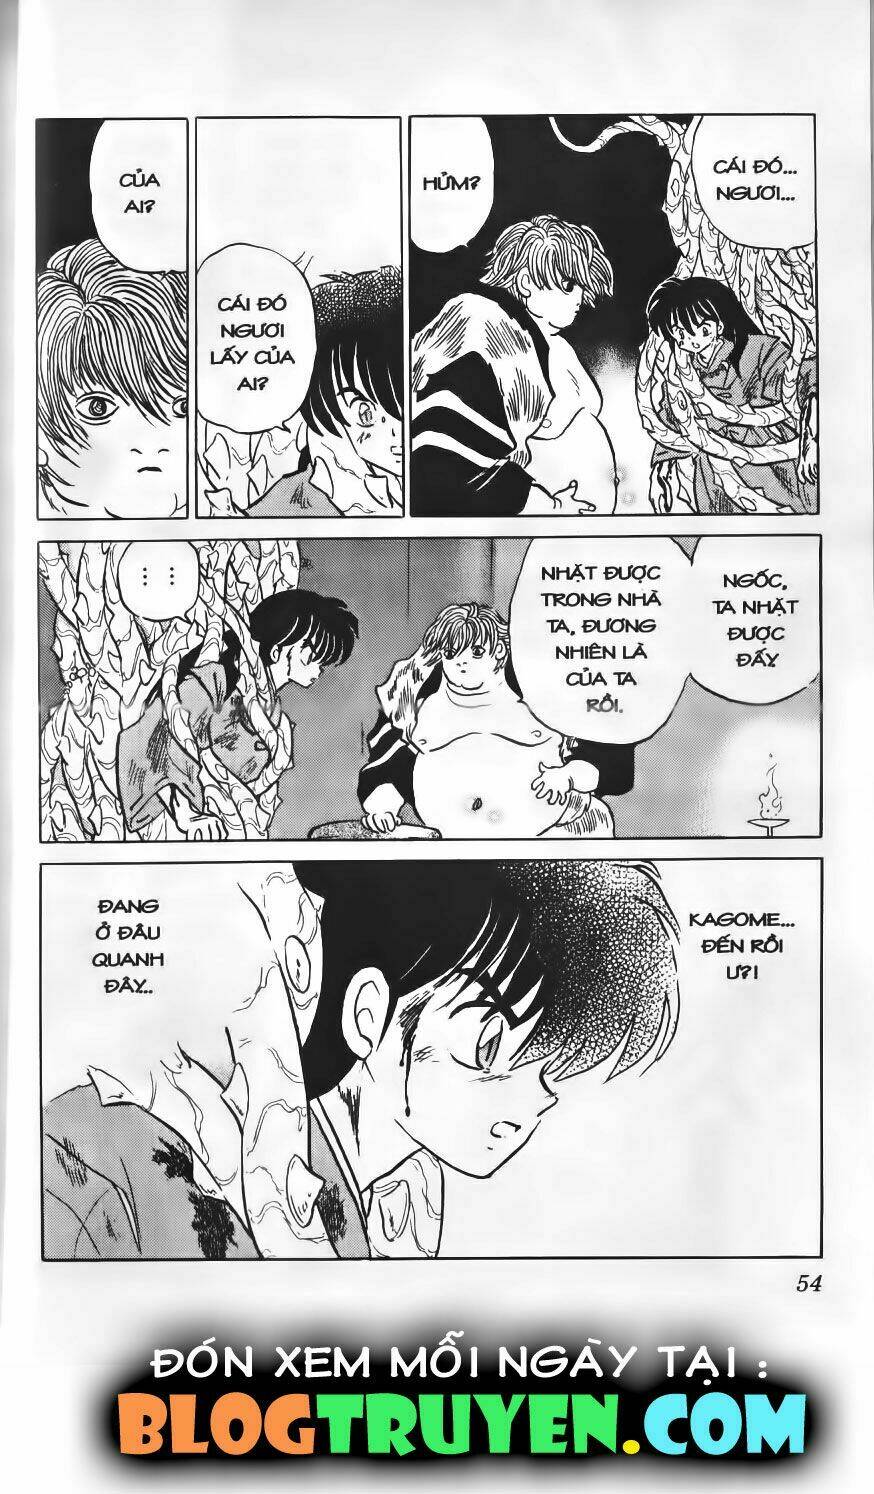 CÁI ĐÓ...
NGƯƠI...
HỬM?
CÁI ĐÓ
NGƯƠI
LẤY CỦA
AI?
CỦA
AI?
NGỐC,
TA NHẶT
ĐƯỢC
ĐẤY.
NHẶT ĐƯỢC
TRONG NHÀ
TA, ĐƯƠNG
NHIÊN LÀ
CỦA TA
RỒI.
KAGOME...
ĐẾN RỒI
Ư?!
ĐANG
Ở ĐÂU
QUANH
ĐÂY...
54
ĐÓN XEM MỖI NGÀY TẠI :
BLOGTRUYEN.COM